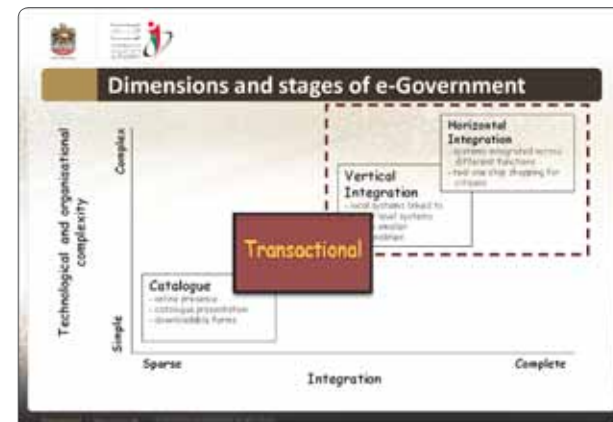 Dimensions and stages of e-Government
Technological and organisational
complexity
Complex
Simple
Horizontal
Integration
- systems integrated across
different functions
- real one stop shopping for
citizens
Vertical
Integration
- local systems linked to
level systems
smaller
Transactional
Catalogue
- online presence
- catalogue presentation
- downloadable forms
Sparse
Complete
Integration